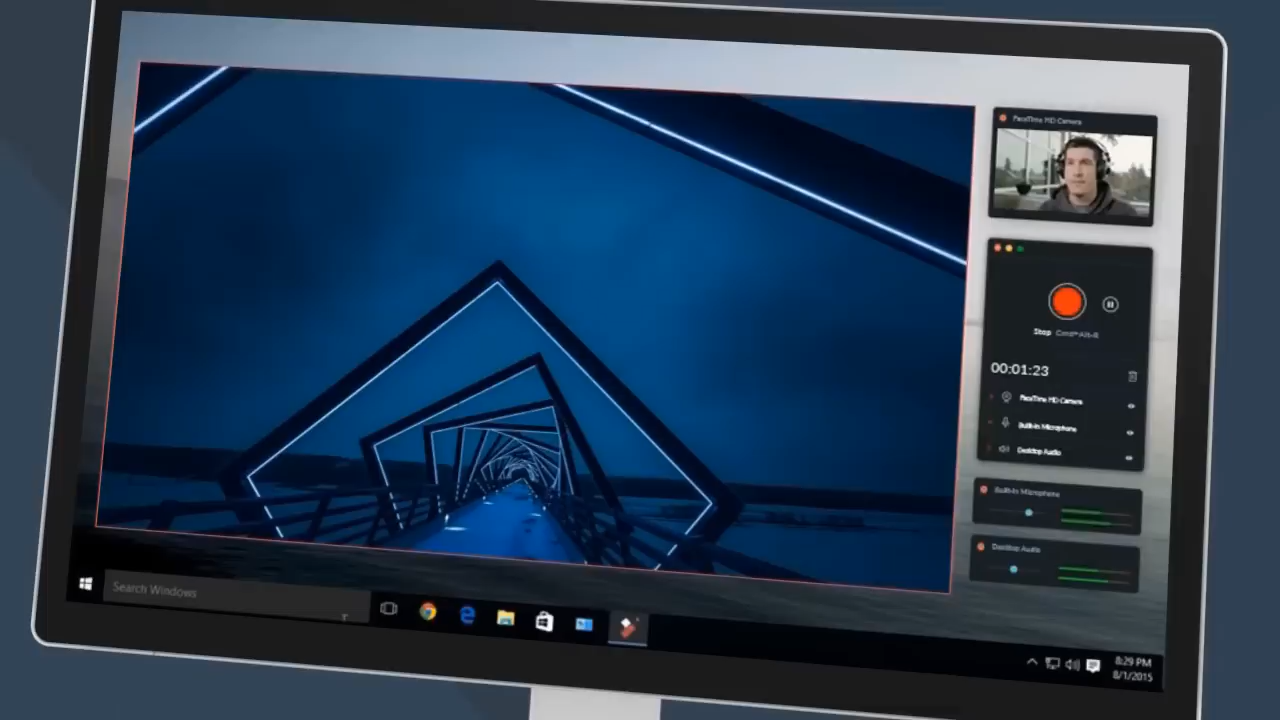 FaceTime HD Camera
Stop
00:01:23
FaceTime HD Camera
Built-in Microphone
Desktop Audio
Built-in Microphone
Desktop Audio
Search Windows
8:29 PM
8/1/2015